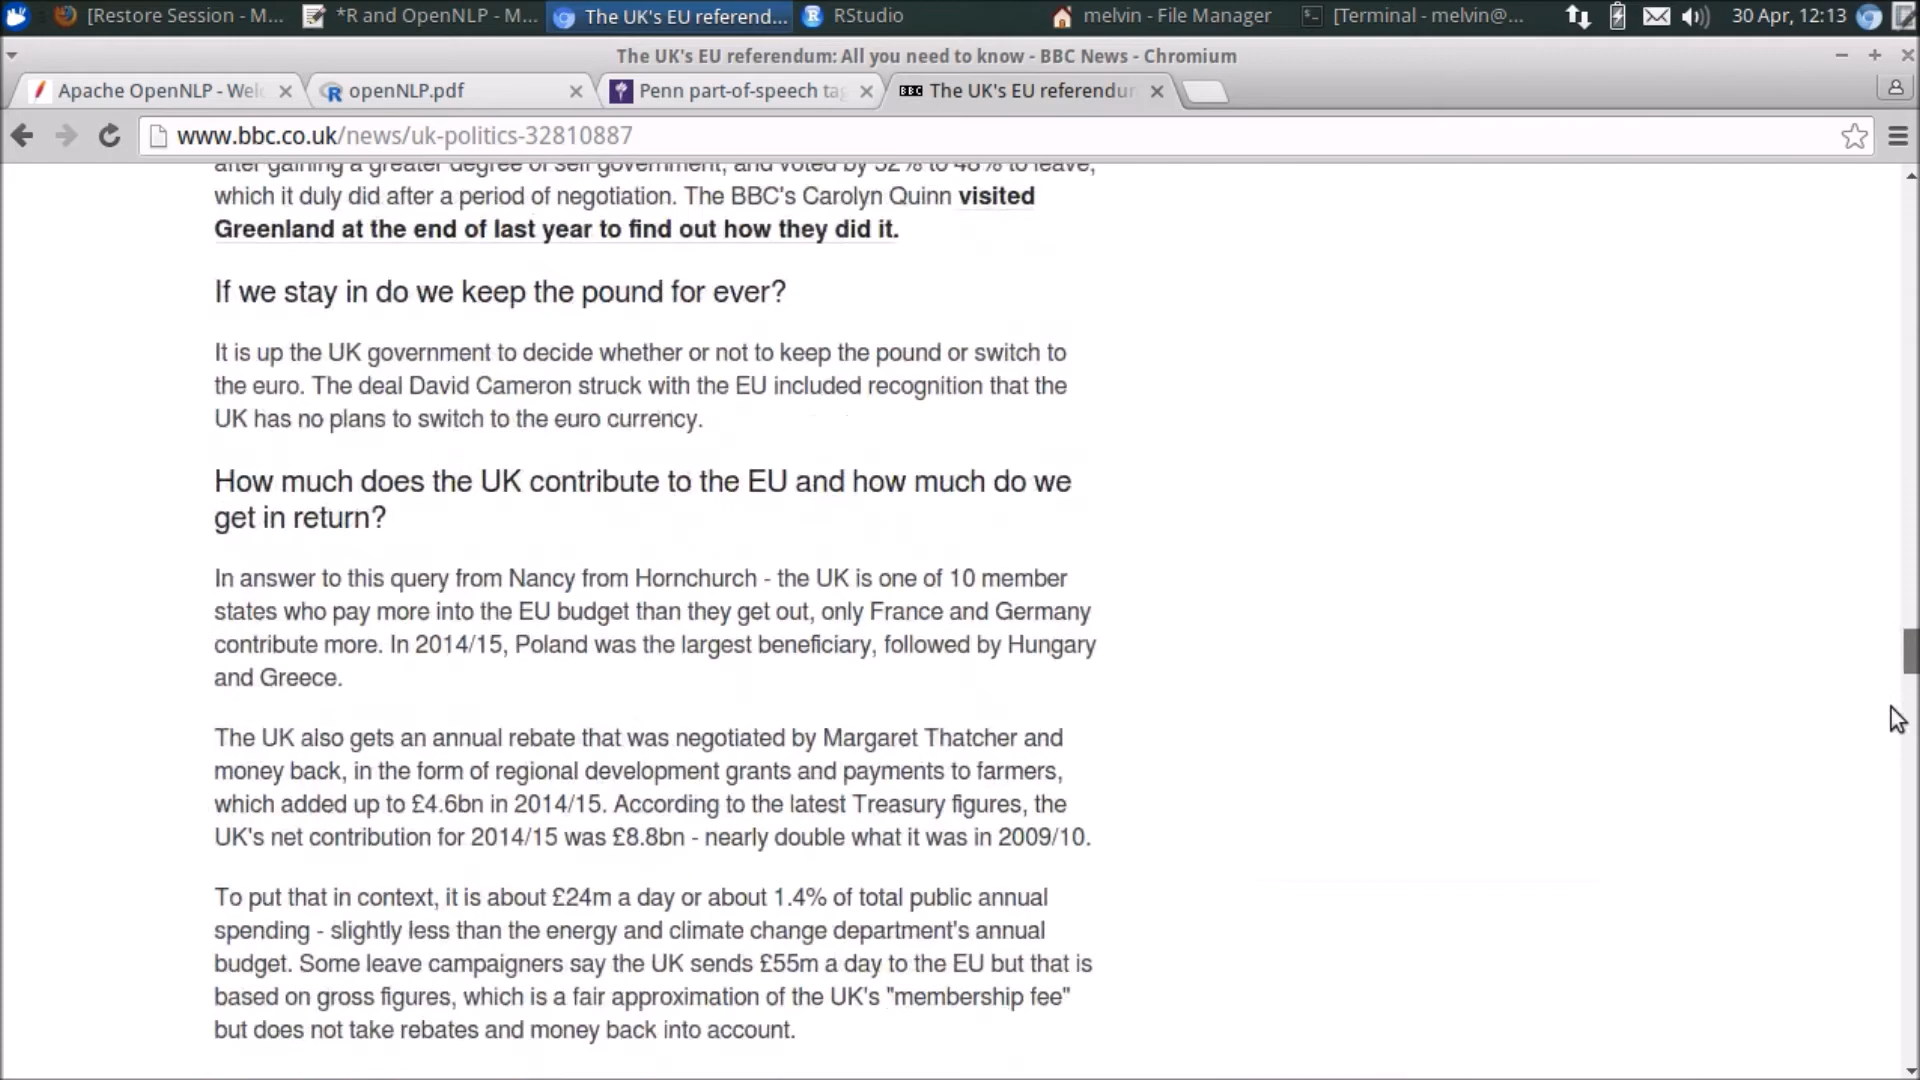 [Restore Session - M...
*R and OpenNLP - M...
The UK's EU referend...
RStudio
melvin - File Manager
[Terminal - melvin@...
30 Apr, 12:13
The UK's EU referendum: All you need to know - BBC News - Chromium
Apache OpenNLP - Wel
openNLP.pdf
Penn part-of-speech tag
BBC The UK's EU referendu
www.bbc.co.uk/news/uk-politics-32810887
after gaining a greater degree of self government, and voted by 52% to 48% to leave,
which it duly did after a period of negotiation. The BBC's Carolyn Quinn visited
Greenland at the end of last year to find out how they did it.
If we stay in do we keep the pound for ever?
It is up the UK government to decide whether or not to keep the pound or switch to
the euro. The deal David Cameron struck with the EU included recognition that the
UK has no plans to switch to the euro currency.
How much does the UK contribute to the EU and how much do we
get in return?
In answer to this query from Nancy from Hornchurch - the UK is one of 10 member
states who pay more into the EU budget than they get out, only France and Germany
contribute more. In 2014/15, Poland was the largest beneficiary, followed by Hungary
and Greece.
The UK also gets an annual rebate that was negotiated by Margaret Thatcher and
money back, in the form of regional development grants and payments to farmers,
which added up to £4.6bn in 2014/15. According to the latest Treasury figures, the
UK's net contribution for 2014/15 was £8.8bn - nearly double what it was in 2009/10.
To put that in context, it is about £24m a day or about 1.4% of total public annual
spending - slightly less than the energy and climate change department's annual
budget. Some leave campaigners say the UK sends £55m a day to the EU but that is
based on gross figures, which is a fair approximation of the UK's "membership fee"
but does not take rebates and money back into account.